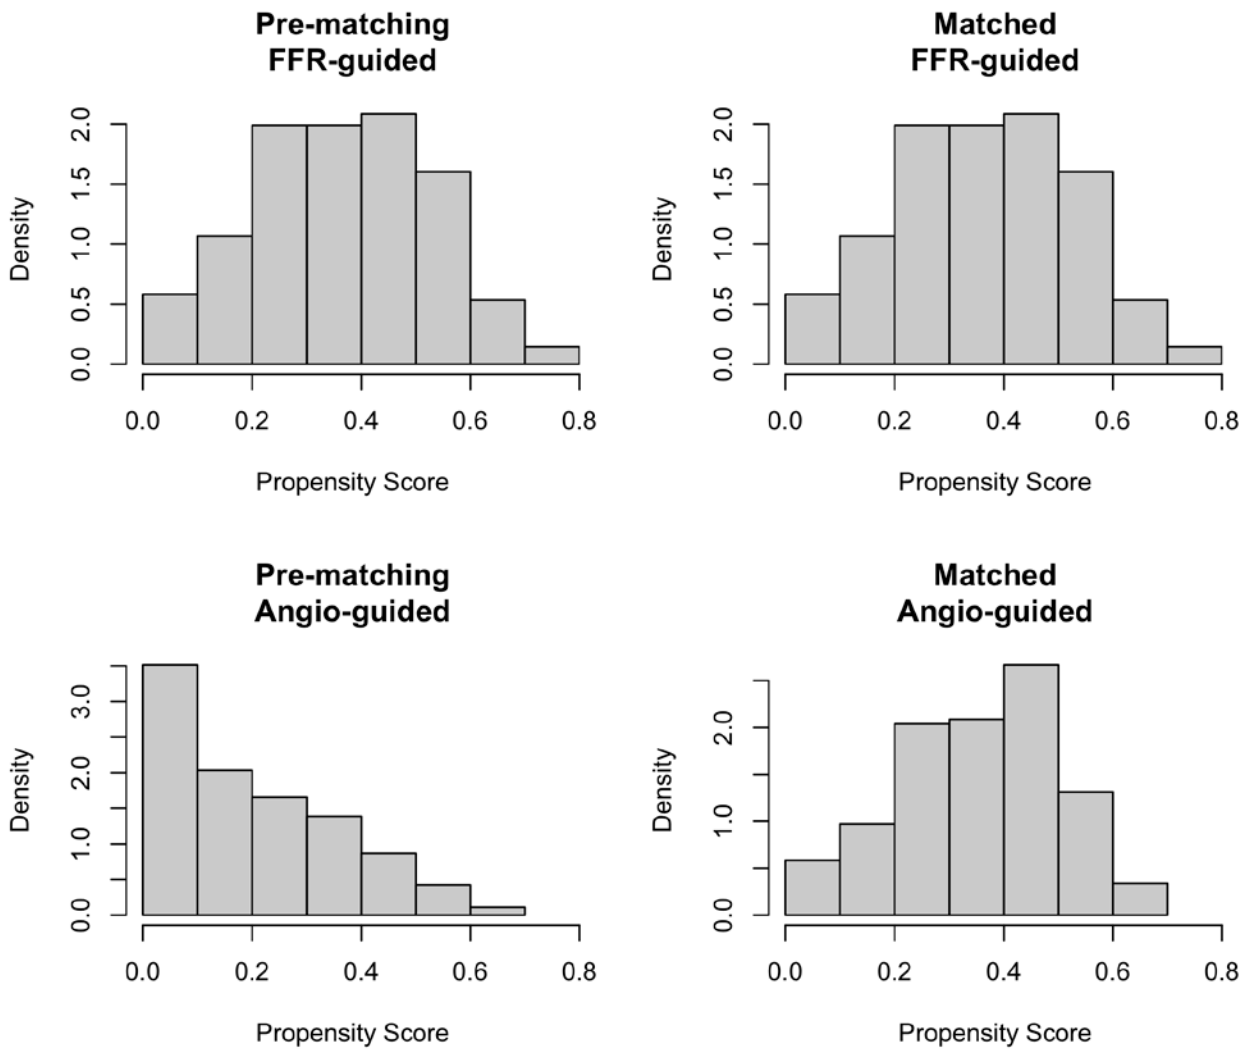 Pre-matching
FFR-guided
Density
0.0 0.5 1.0 1.5 2.0
0.0 0.2 0.4 0.6 0.8
Propensity Score
Matched
FFR-guided
Density
0.0 0.5 1.0 1.5 2.0
0.0 0.2 0.4 0.6 0.8
Propensity Score
Pre-matching
Angio-guided
Density
0.0 1.0 2.0 3.0
0.0 0.2 0.4 0.6 0.8
Propensity Score
Matched
Angio-guided
Density
0.0 1.0 2.0
0.0 0.2 0.4 0.6 0.8
Propensity Score